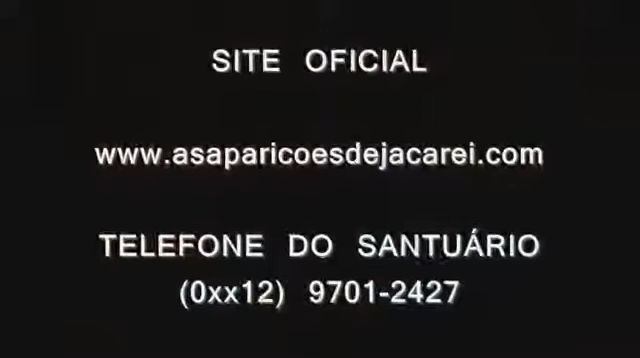 SITE OFICIAL
www.asaparicoesdejacarei.com
TELEFONE DO SANTUÁRIO
(0xx12) 9701-2427